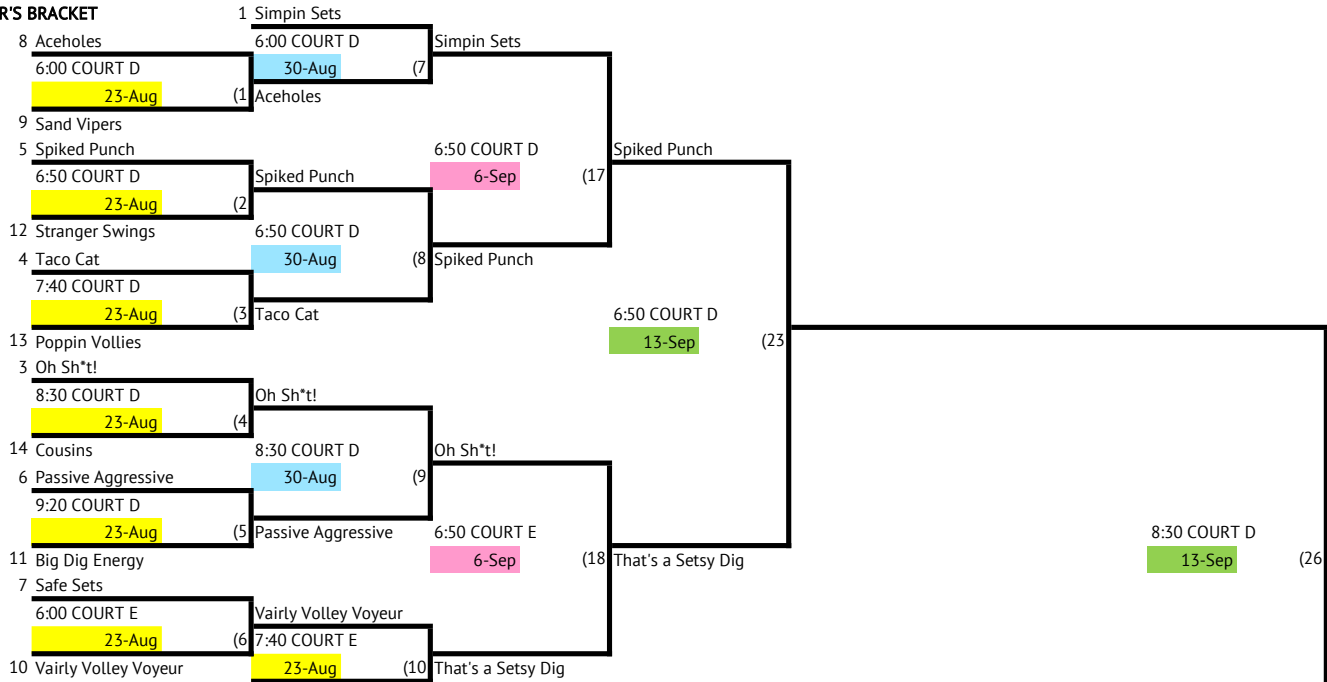 R'S BRACKET
1 Simpin Sets
8 Aceholes
6:00 COURT D
Simpin Sets
6:00 COURT D
30-Aug
(7
23-Aug
(1
Aceholes
9 Sand Vipers
5 Spiked Punch
6:50 COURT D
Spiked Punch
6:50 COURT D
Spiked Punch
6-Sep
(17
23-Aug
(2
12 Stranger Swings
6:50 COURT D
4 Taco Cat
30-Aug
(8
Spiked Punch
7:40 COURT D
23-Aug
(3
Taco Cat
6:50 COURT D
13 Poppin Vollies
13-Sep
(23
3 Oh Sh*t!
8:30 COURT D
Oh Sh*t!
23-Aug
(4
14 Cousins
8:30 COURT D
Oh Sh*t!
6 Passive Aggressive
30-Aug
(9
9:20 COURT D
23-Aug
(5
Passive Aggressive
6:50 COURT E
8:30 COURT D
11 Big Dig Energy
6-Sep
(18
That's a Setsy Dig
13-Sep
(26
7 Safe Sets
6:00 COURT E
Vairly Volley Voyeur
23-Aug
(6
7:40 COURT E
10 Vairly Volley Voyeur
23-Aug
(10
That's a Setsy Dig